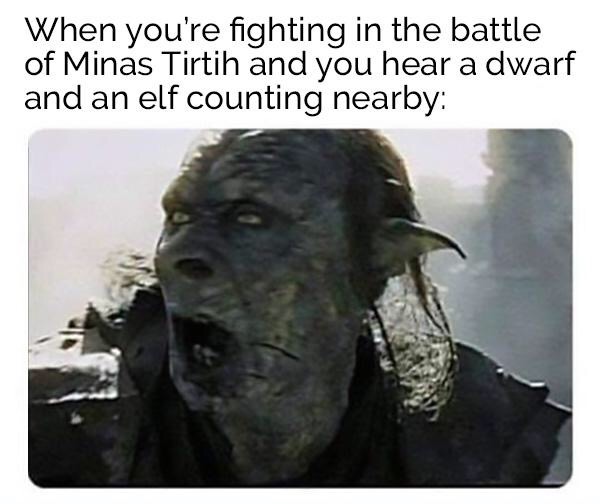 When you’re fighting in the battle
of Minas Tirtih and you hear a dwarf
and an elf counting nearby: